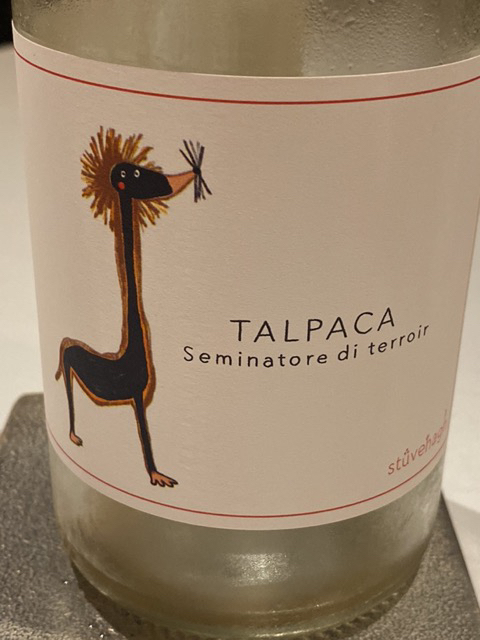 TALPACA
Seminatore di terroir